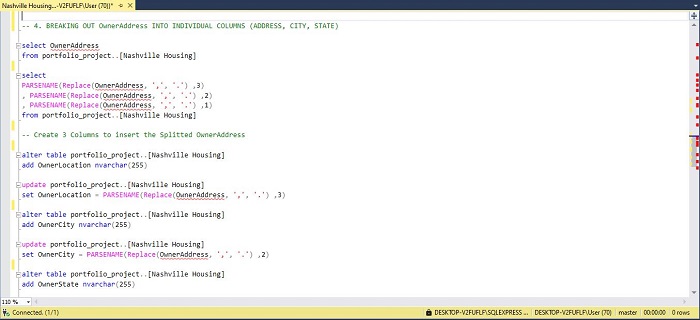 Nashville Housing...-V2FUFLF\User (70))*
-- 4. BREAKING OUT OwnerAddress INTO INDIVIDUAL COLUMNS (ADDRESS, CITY, STATE)
select OwnerAddress
from portfolio_project..[Nashville Housing]
select
PARSENAME(Replace(OwnerAddress, ',', '.') ,3)
, PARSENAME(Replace(OwnerAddress, ',', '.') ,2)
, PARSENAME(Replace(OwnerAddress, ',', '.') ,1)
from portfolio_project..[Nashville Housing]
-- Create 3 Columns to insert the Splitted OwnerAddress
alter table portfolio_project..[Nashville Housing]
add OwnerLocation nvarchar(255)
update portfolio_project..[Nashville Housing]
set OwnerLocation = PARSENAME(Replace(OwnerAddress, ',', '.') ,3)
alter table portfolio_project..[Nashville Housing]
add OwnerCity nvarchar(255)
update portfolio_project..[Nashville Housing]
set OwnerCity = PARSENAME(Replace(OwnerAddress, ',', '.') ,2)
alter table portfolio_project..[Nashville Housing]
add OwnerState nvarchar(255)
110 %
Connected. (1/1) DESKTOP-V2FUFLF\SQLEXPRESS ... DESKTOP-V2FUFLF\User (70) master 00:00:00 0 rows